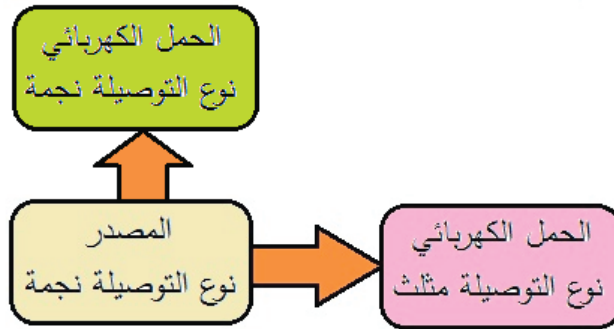 الحمل الكهربائي
نوع التوصيلة نجمة
المصدر
نوع التوصيلة نجمة
الحمل الكهربائي
نوع التوصيلة مثلث